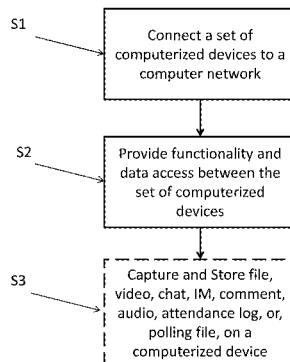 S1
Connect a set of
computerized devices to a
computer network
S2
Provide functionality and
data access between the
set of computerized
devices
S3
Capture and Store file,
video, chat, IM, comment,
audio, attendance log, or,
polling file, on a
computerized device